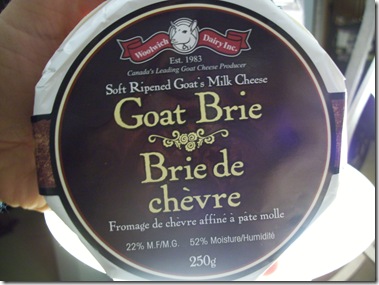 Woolwich Dairy Inc.
Est. 1983
Canada's Leading Goat Cheese Producer
Soft Ripened Goat's Milk Cheese
Goat Brie
Brie de
chèvre
Fromage de chèvre affiné à pâte molle
22% M.F./M.G. 52% Moisture/Humidité
250g